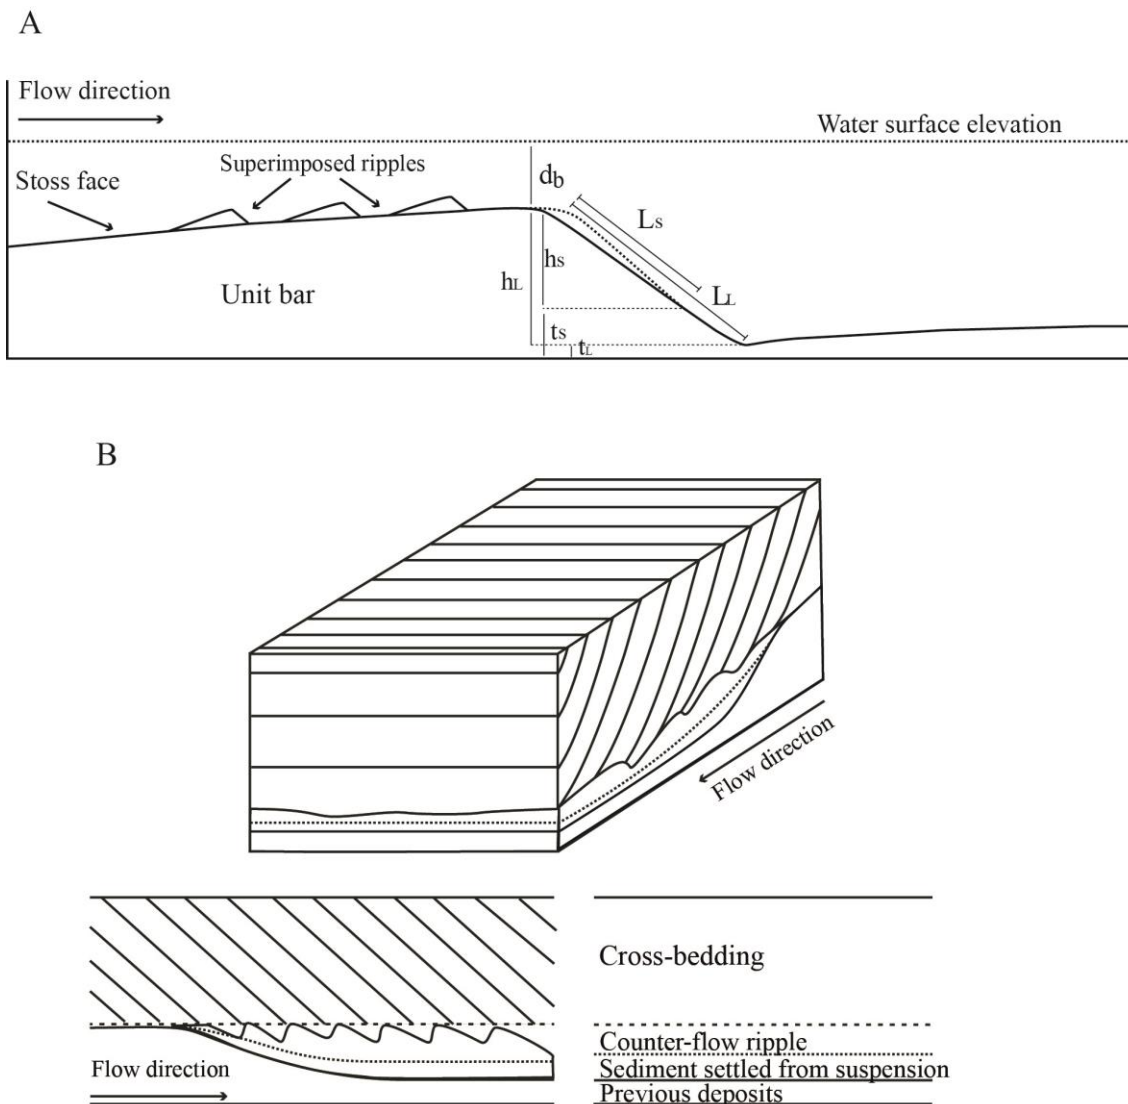 A
Flow direction
Water surface elevation
Superimposed ripples
Stoss face
db
Ls
hs
hL
LL
Unit bar
ts
tL
B
Flow direction
Cross-bedding
Counter-flow ripple
Sediment settled from suspension
Flow direction
Previous deposits